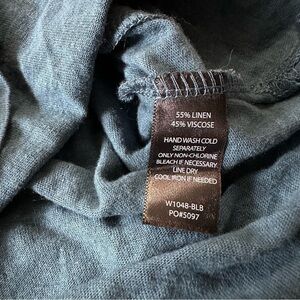 55% LINEN
45% VISCOSE
HAND WASH COLD
SEPARATELY
ONLY NON-CHLORINE
BLEACH IF NECESSARY
LINE DRY
COOL IRON IF NEEDED
W1048-BLB
PO#5097